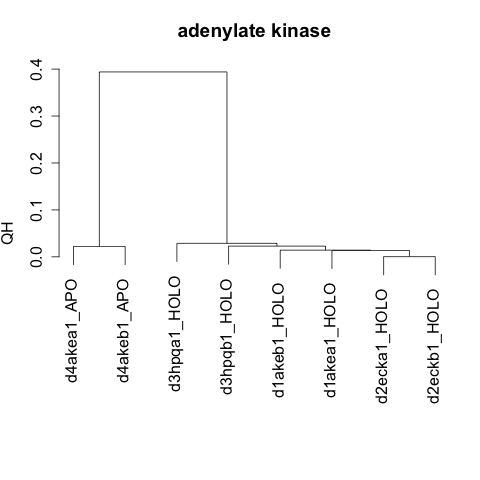 adenylate kinase
QH
0.4
0.3
0.2
0.1
0.0
d4akea1_APO
d4akeb1_APO
d3hpqa1_HOLO
d3hpqb1_HOLO
d1akeb1_HOLO
d1akea1_HOLO
d2ecka1_HOLO
d2eckb1_HOLO